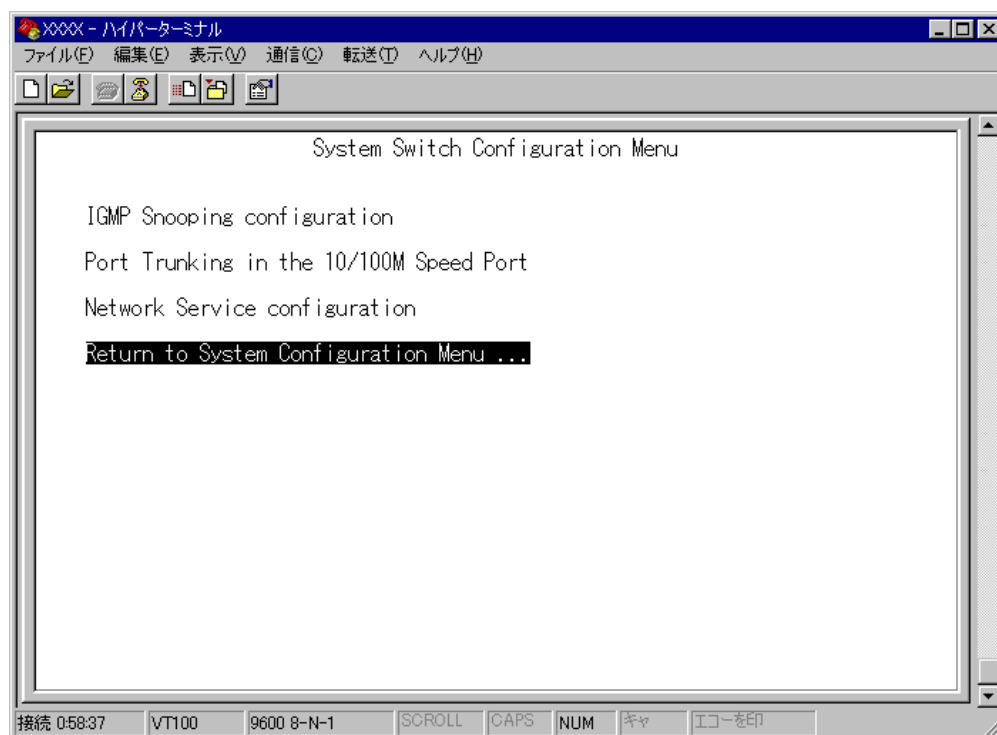 XXXX - ハイパーターミナル
ファイル(F) 編集(E) 表示(V) 通信(C) 転送(T) ヘルプ(H)
System Switch Configuration Menu
IGMP Snooping configuration
Port Trunking in the 10/100M Speed Port
Network Service configuration
Return to System Configuration Menu ...
接続 0:58:37 VT100 9600 8-N-1 SCROLL CAPS NUM キャ エコーを印